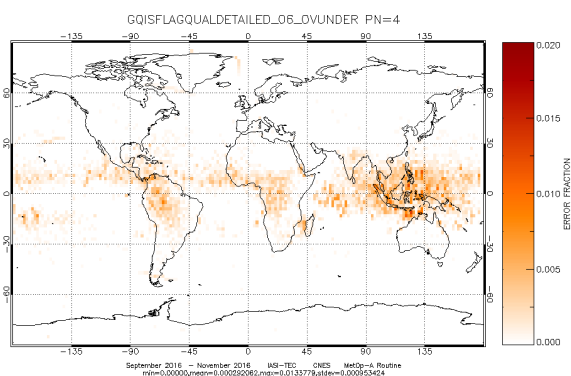 GQISFLAGQUALDETAILED_06_OVUNDER PN=4
−135 −90 −45 0 45 90 135
60 60
30 30
0 0
−30 −30
−60 −60
−135 −90 −45 0 45 90 135
0.020
0.015
0.010
0.005
0.000
ERROR FRACTION
September 2016 − November 2016 IASI−TEC CNES MetOp−A Routine
min=0.00000,mean=0.000292062,max=0.0133779,stdev=0.000953424